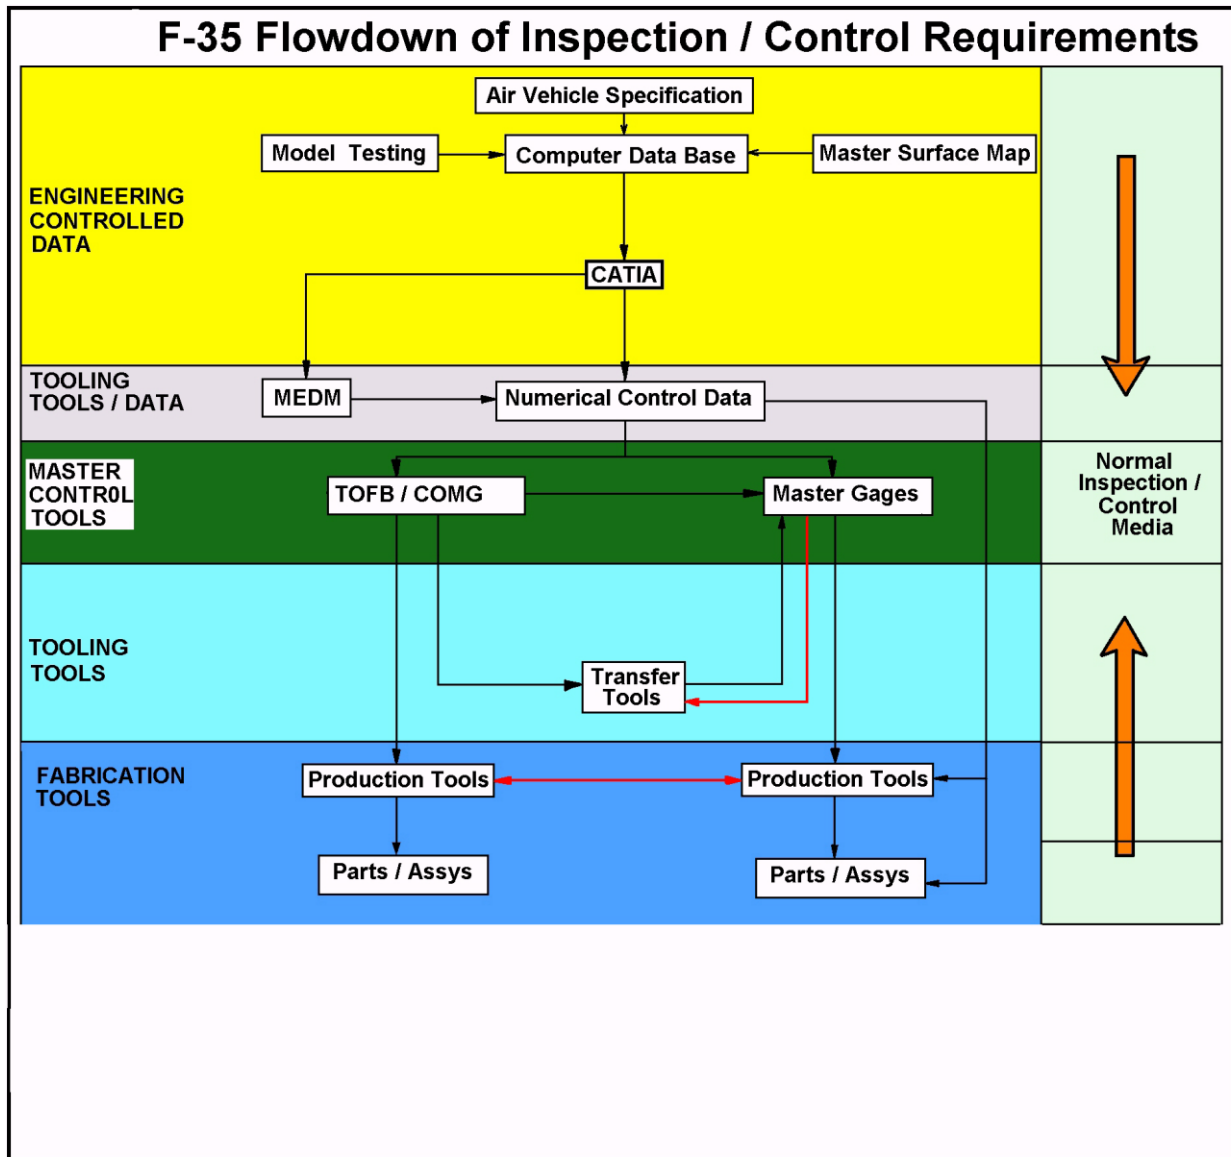 F-35 Flowdown of Inspection / Control Requirements
Air Vehicle Specification
Model Testing
Computer Data Base
Master Surface Map
ENGINEERING
CONTROLLED
DATA
CATIA
TOOLING
TOOLS / DATA
MEDM
Numerical Control Data
MASTER
CONTR0L
TOOLS
TOFB / COMG
Master Gages
Normal
Inspection /
Control
Media
TOOLING
TOOLS
Transfer
Tools
FABRICATION
TOOLS
Production Tools
Production Tools
Parts / Assys
Parts / Assys